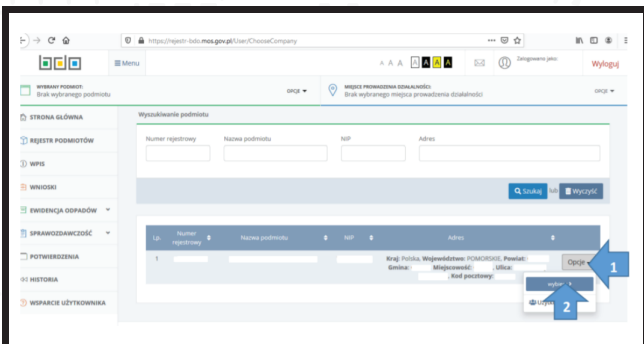 https://rejestr-bdo.mos.gov.pl/User/ChooseCompany
bdo
Menu
A A A A A A A
Zalogowano jako:
Wyloguj
WYBRANY PODMIOT:
Brak wybranego podmiotu
OPCJE
MIEJSCE PROWADZENIA DZIAŁALNOŚCI:
Brak wybranego miejsca prowadzenia działalności
OPCJE
STRONA GŁÓWNA
REJESTR PODMIOTÓW
WPIS
WNIOSKI
EWIDENCJA ODPADÓW
SPRAWOZDAWCZOŚĆ
POTWIERDZENIA
HISTORIA
WSPARCIE UŻYTKOWNIKA
Wyszukiwanie podmiotu
Numer rejestrowy
Nazwa podmiotu
NIP
Adres
Szukaj
lub
Wyczyść
Lp.
Numer
rejestrowy
Nazwa podmiotu
NIP
Adres
1
Kraj: Polska, Województwo: POMORSKIE, Powiat:
Gmina: Miejscowość: , Ulica:
, Kod pocztowy:
Opcje
1
2